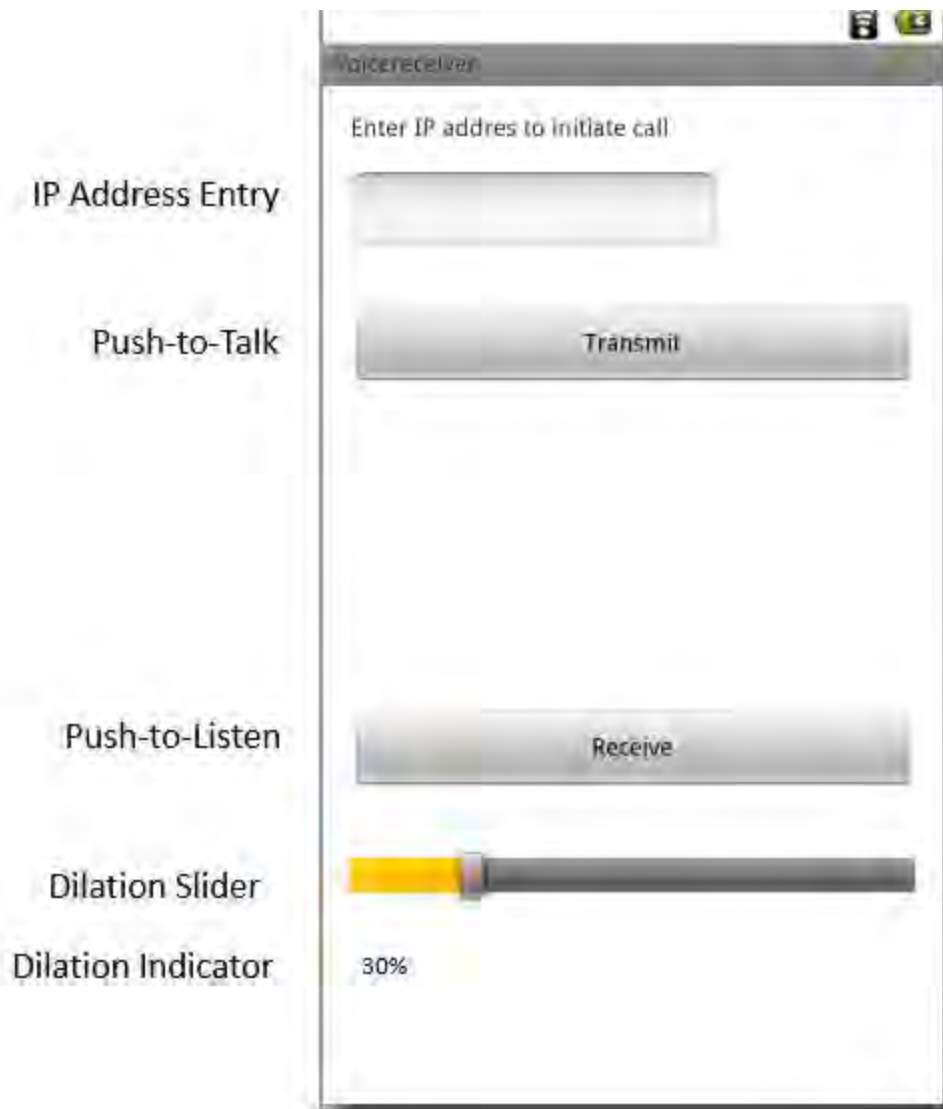 Voicereceiver
Enter IP addres to initiate call
IP Address Entry
Push-to-Talk
Transmit
Push-to-Listen
Receive
Dilation Slider
Dilation Indicator
30%